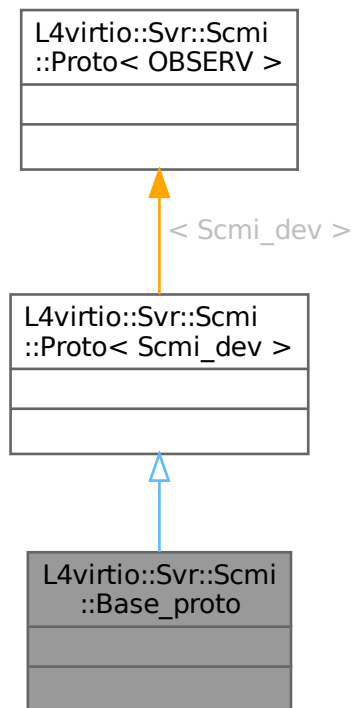 L4virtio::Svr::Scmi
::Proto< OBSERV >
< Scmi_dev >
L4virtio::Svr::Scmi
::Proto< Scmi_dev >
L4virtio::Svr::Scmi
::Base_proto